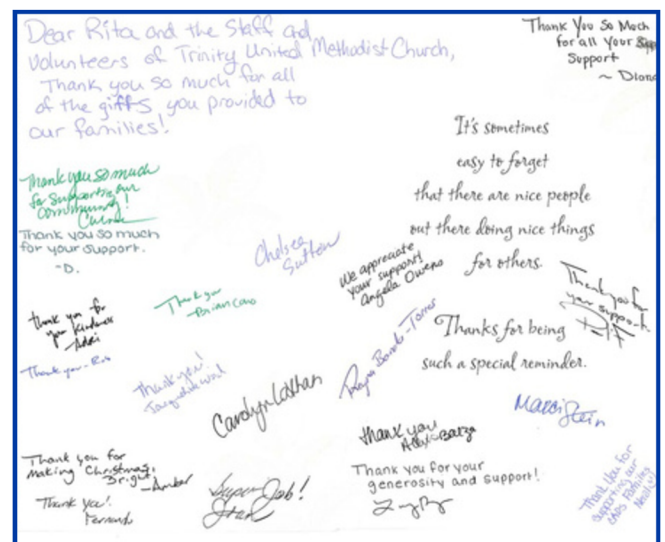 Dear Rita and the Staff and
Volunteers of Trinity United Methodist Church,
Thank you so much for all
of the gifts you provided to
our families!
Thank You So Much
for all Your
Support
~ Diond
It's sometimes
easy to forget
that there are nice people
out there doing nice things
for others.
Thanks for being
such a special reminder.
Thank you so much
for supporting our
community!
Thank you so much
for your support.
-D.
Chelsea
Sutton
We appreciate
your support!
Angela Owens
Thank you for
your support
Thank you
Thank you for
your kindness
Thank you - Rob
Thank you!
Carolyn Lathan
Marci Stein
Thank you
Thank you for your
generosity and support!
Thank you for
making Christmas
Bright,
-Amber
Thank you!
Fernando
Super Job!
Thank You for
supporting our
Families